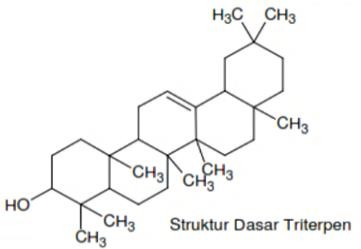 H₃C CH₃
CH₃
CH₃ CH₃
CH₃
HO
CH₃
CH₃
Struktur Dasar Triterpen